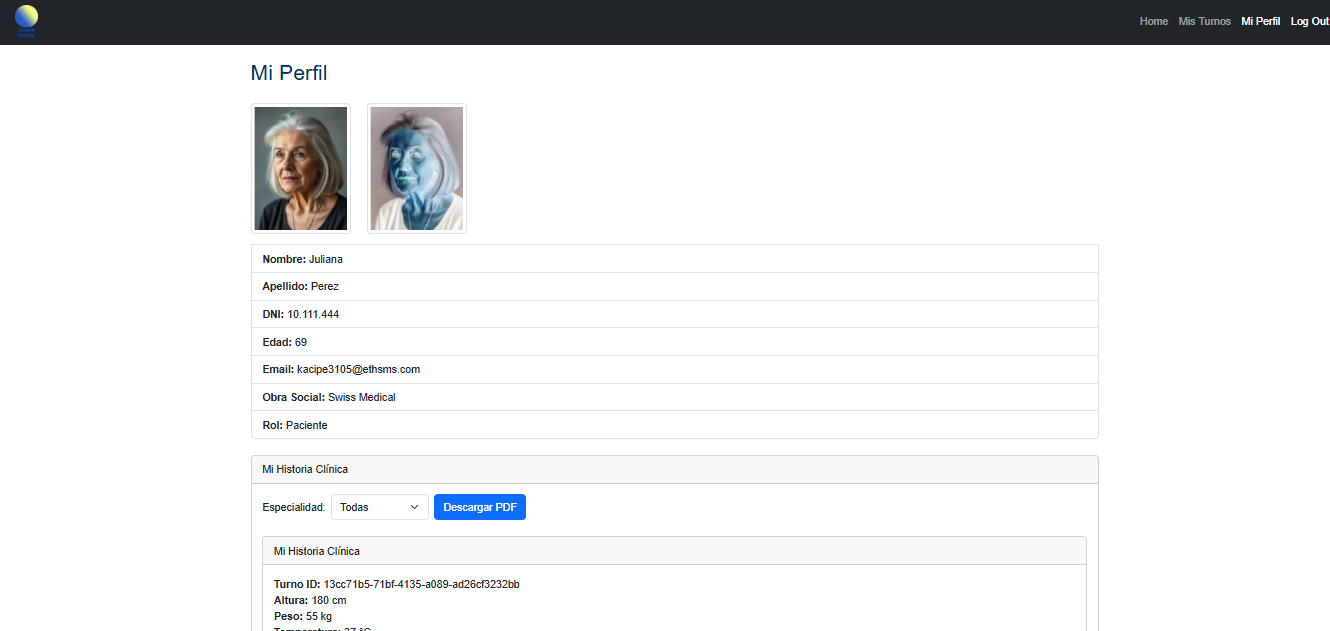 Home Mis Turnos Mi Perfil Log Out
Mi Perfil
Nombre: Juliana
Apellido: Perez
DNI: 10.111.444
Edad: 69
Email: kacipe3105@ethsms.com
Obra Social: Swiss Medical
Rol: Paciente
Mi Historia Clínica
Especialidad: Todas Descargar PDF
Mi Historia Clínica
Turno ID: 13cc71b5-71bf-4135-a089-ad26cf3232bb
Altura: 180 cm
Peso: 55 kg
Temperatura: 37 °C